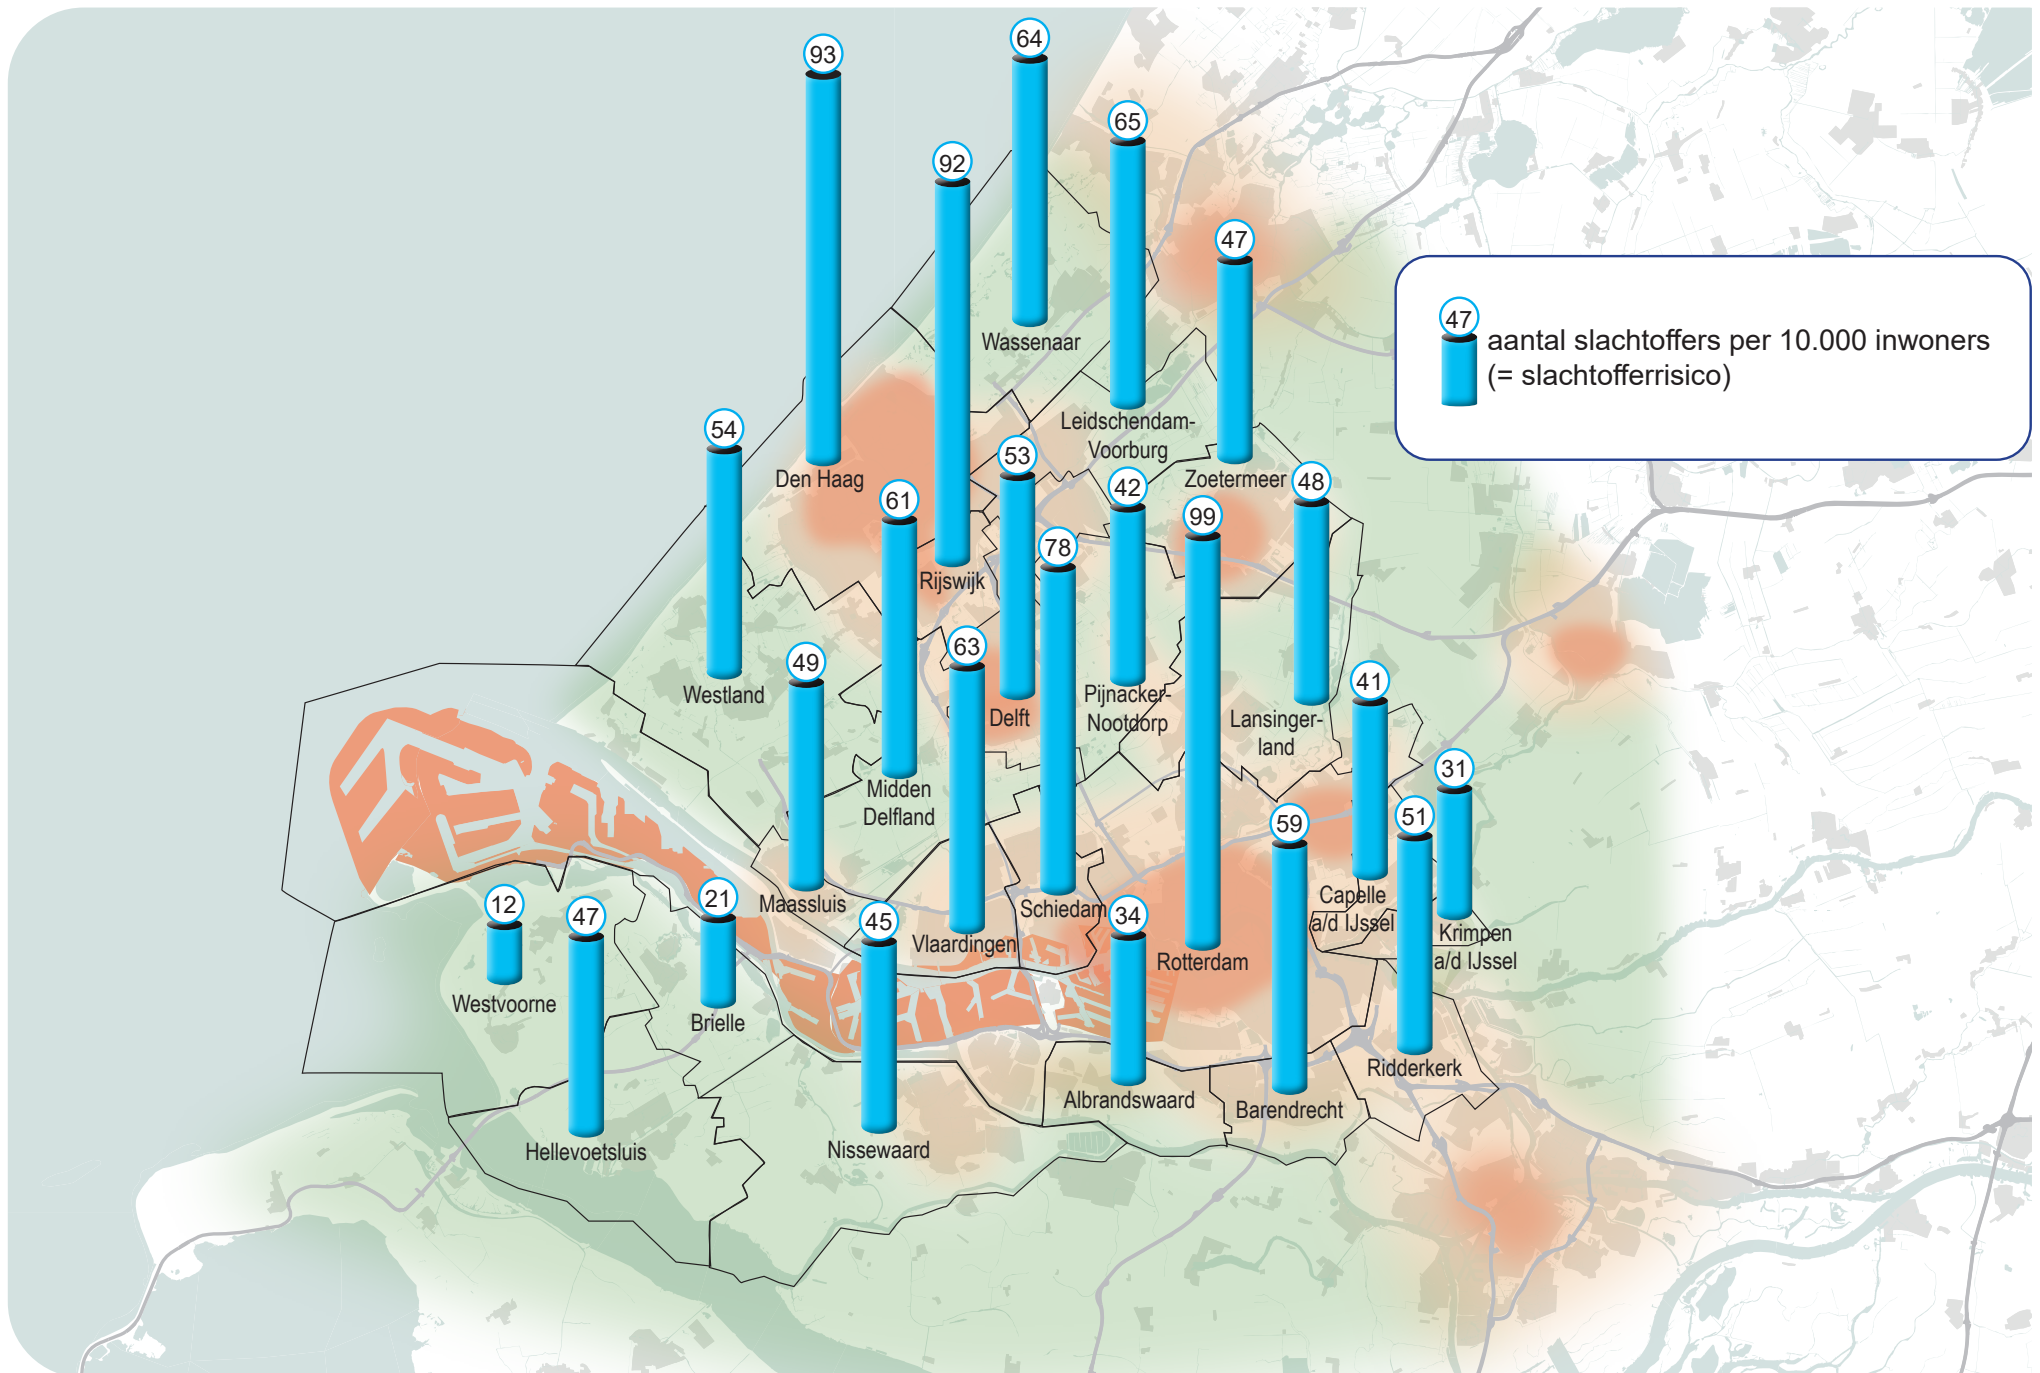 64
93
65
92
47
47
aantal slachtoffers per 10.000 inwoners
(= slachtofferrisico)
Wassenaar
Leidschendam-
Voorburg
54
53
Den Haag
Zoetermeer
42
48
61
99
78
Rijswijk
63
49
Westland
Pijnacker-
Nootdorp
41
Delft
Lansinger-
land
31
Midden
Delfland
51
59
Capelle
a/d IJssel
12
21
Maassluis
Schiedam
34
47
45
Vlaardingen
Krimpen
a/d IJssel
Rotterdam
Westvoorne
Brielle
Ridderkerk
Albrandswaard
Barendrecht
Hellevoetsluis
Nissewaard